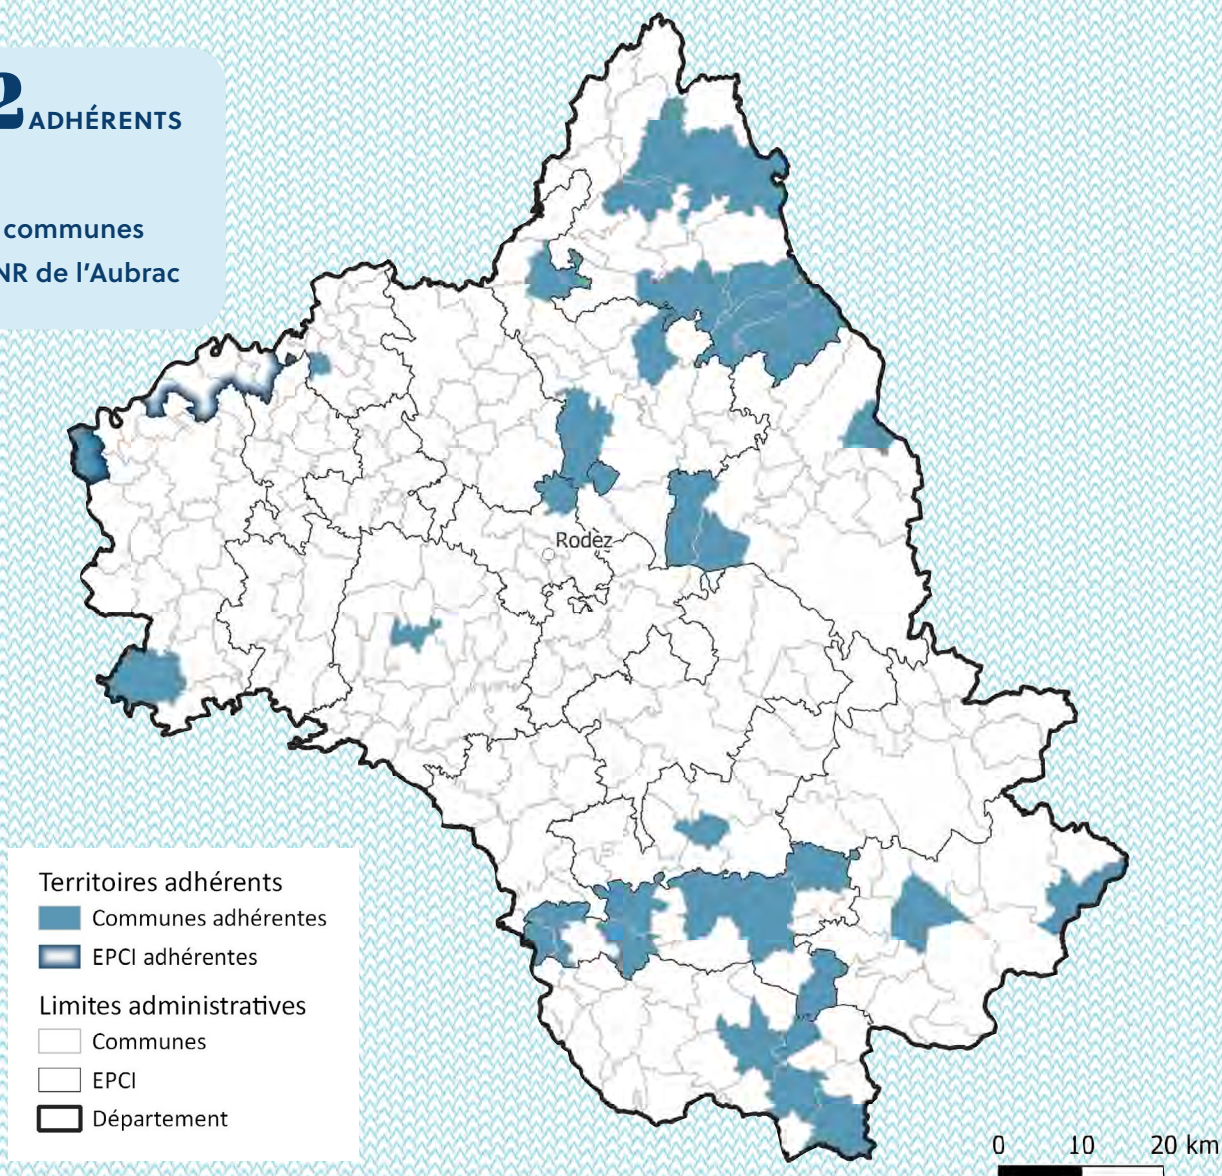 2 ADHÉRENTS
communes
NR de l'Aubrac
Rodez
Territoires adhérents
Communes adhérentes
EPCI adhérentes
Limites administratives
Communes
EPCI
Département
0 10 20 km